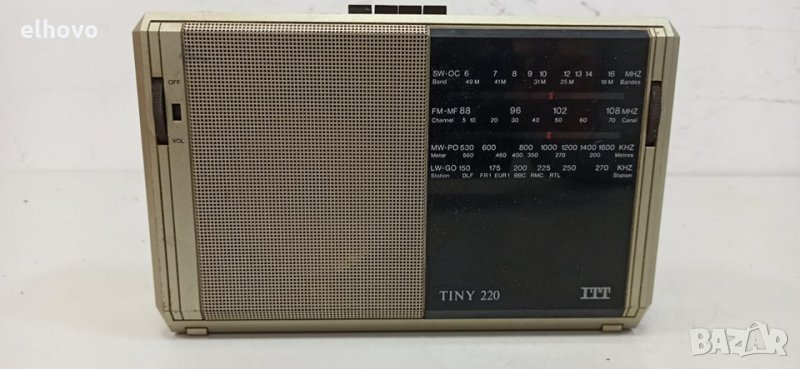 elhovo
OFF
VOL
SW-OC 6 7 8 9 10 12 13 14 16 MHZ
Band 49 M 41M 31 M 25 M 19 M Bandes
FM-MF 88 96 102 108 MHZ
Channel 5 10 20 30 40 50 60 70 Canal
MW-PO 530 600 800 1000 1200 1400 1600 KHZ
Meter 560 460 400 350 270 200 Metres
LW-GO 150 175 200 225 250 270 KHZ
Station DLF FR1 EUR1 BBC RMC RTL Station
TINY 220 ITT
BAZAR